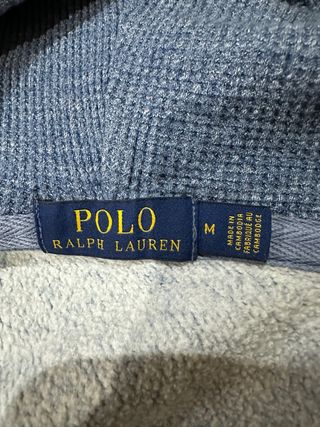 POLO
RALPH LAUREN
M
MADE IN
CAMBODIA
FABRIQUÉ AU
CAMBODGE